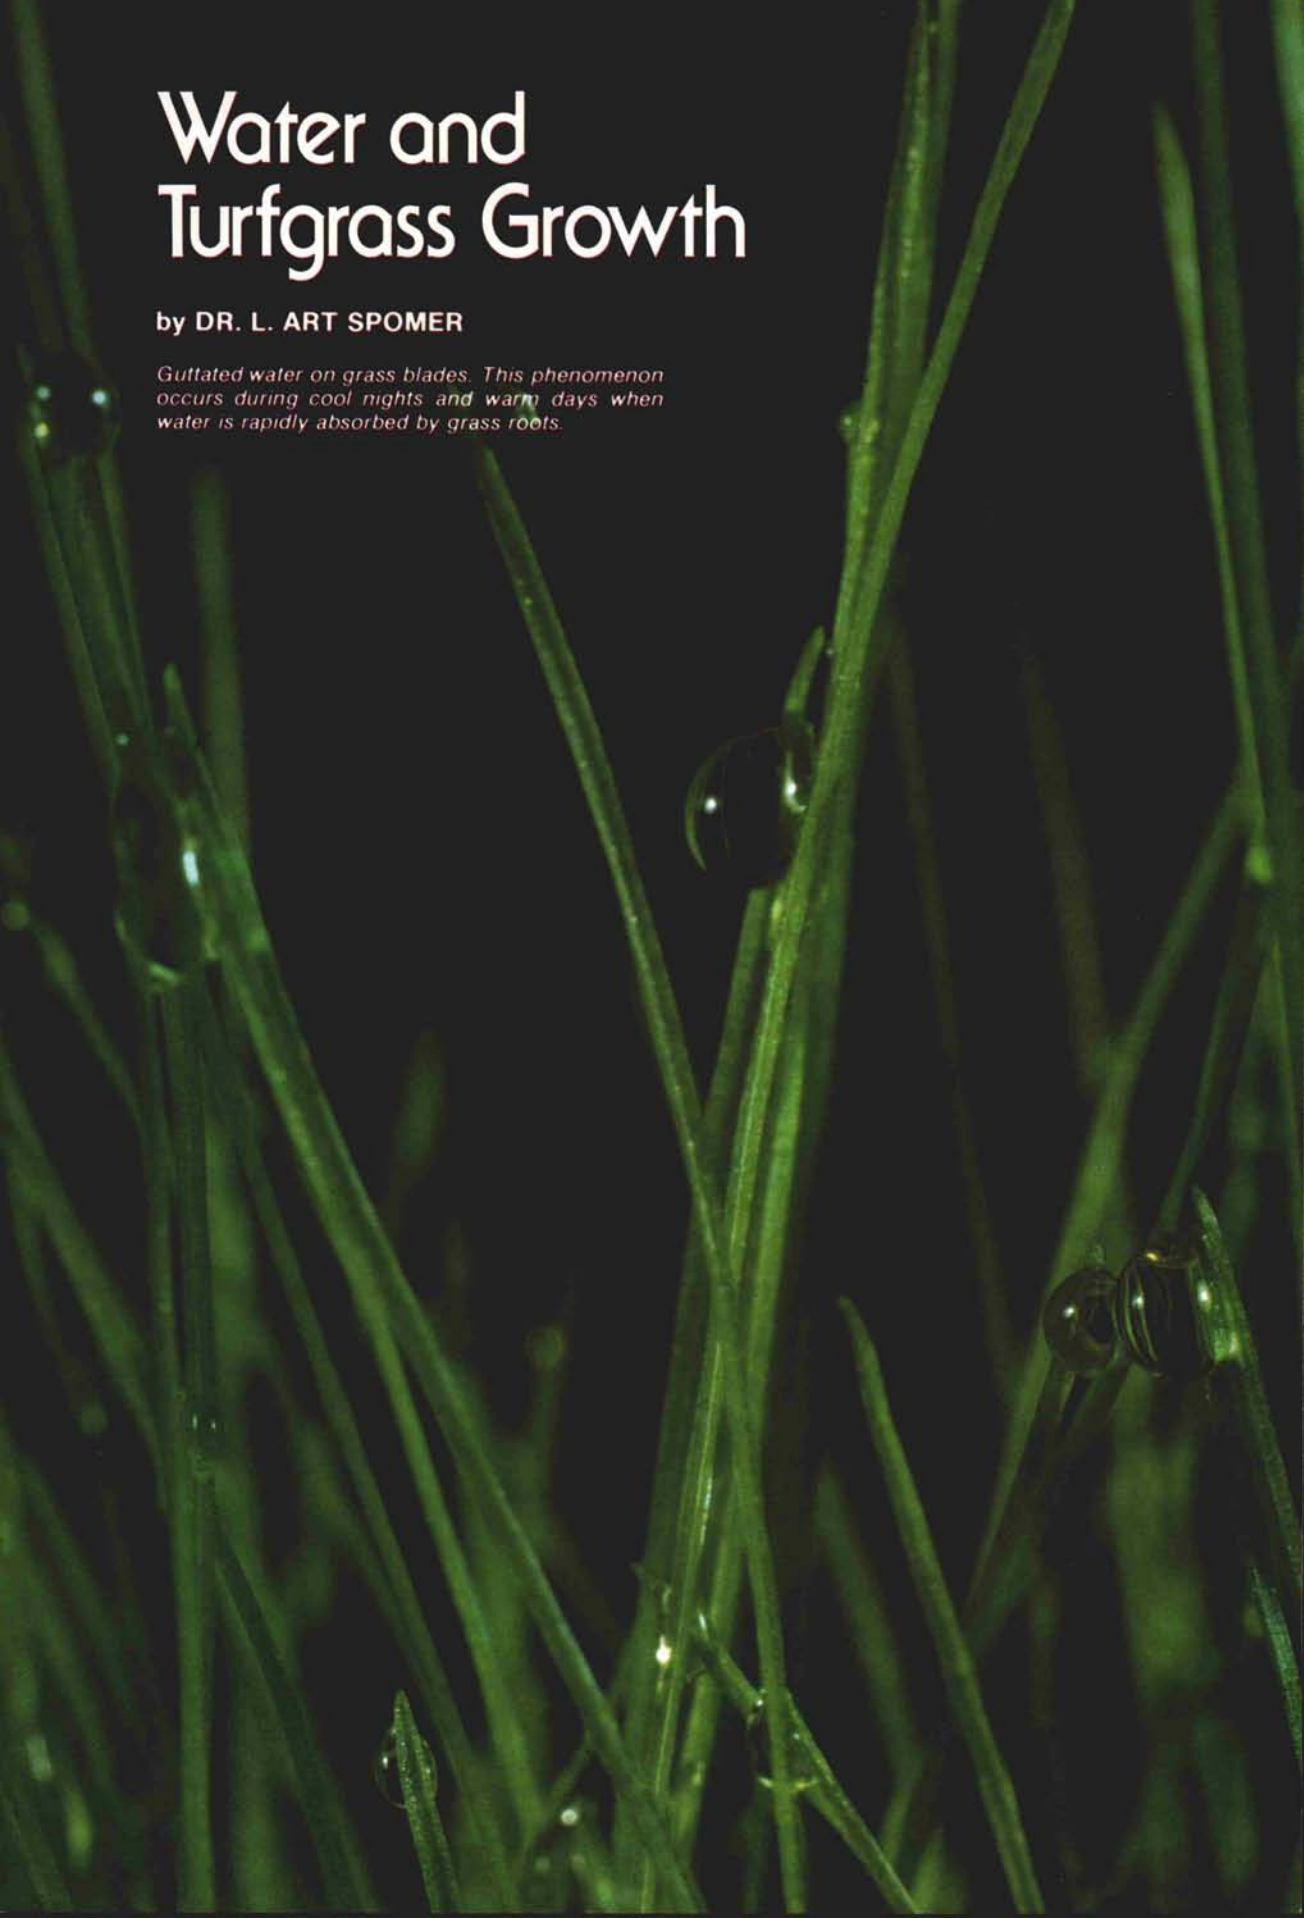 Water and
Turfgrass Growth
by DR. L. ART SPOMER
Guttated water on grass blades. This phenomenon
occurs during cool nights and warm days when
water is rapidly absorbed by grass roots.